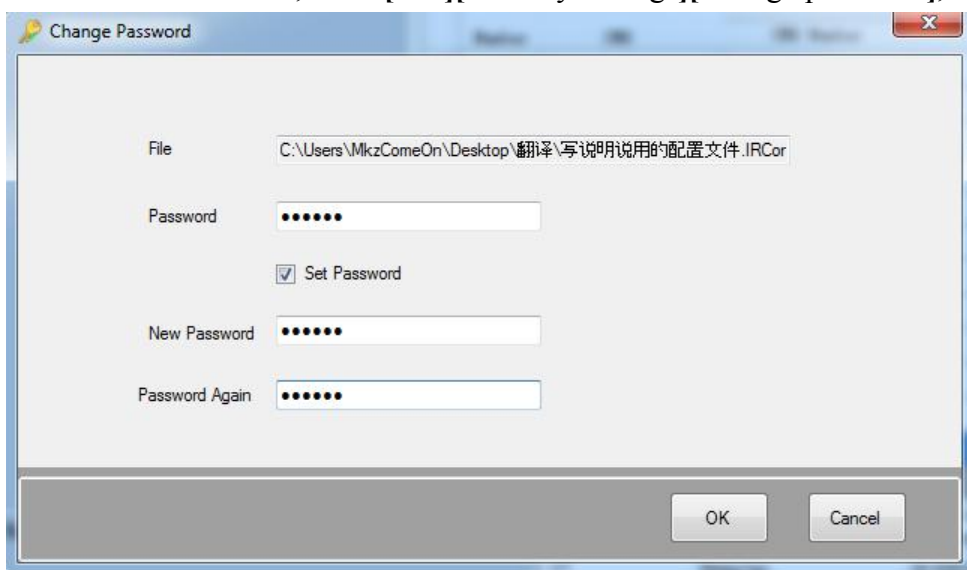 Change Password
File
C:\Users\MkzComeOn\Desktop\翻译\写说明说用的配置文件.IRCor
Password
●●●●●●
Set Password
New Password
●●●●●●
Password Again
●●●●●●
OK
Cancel